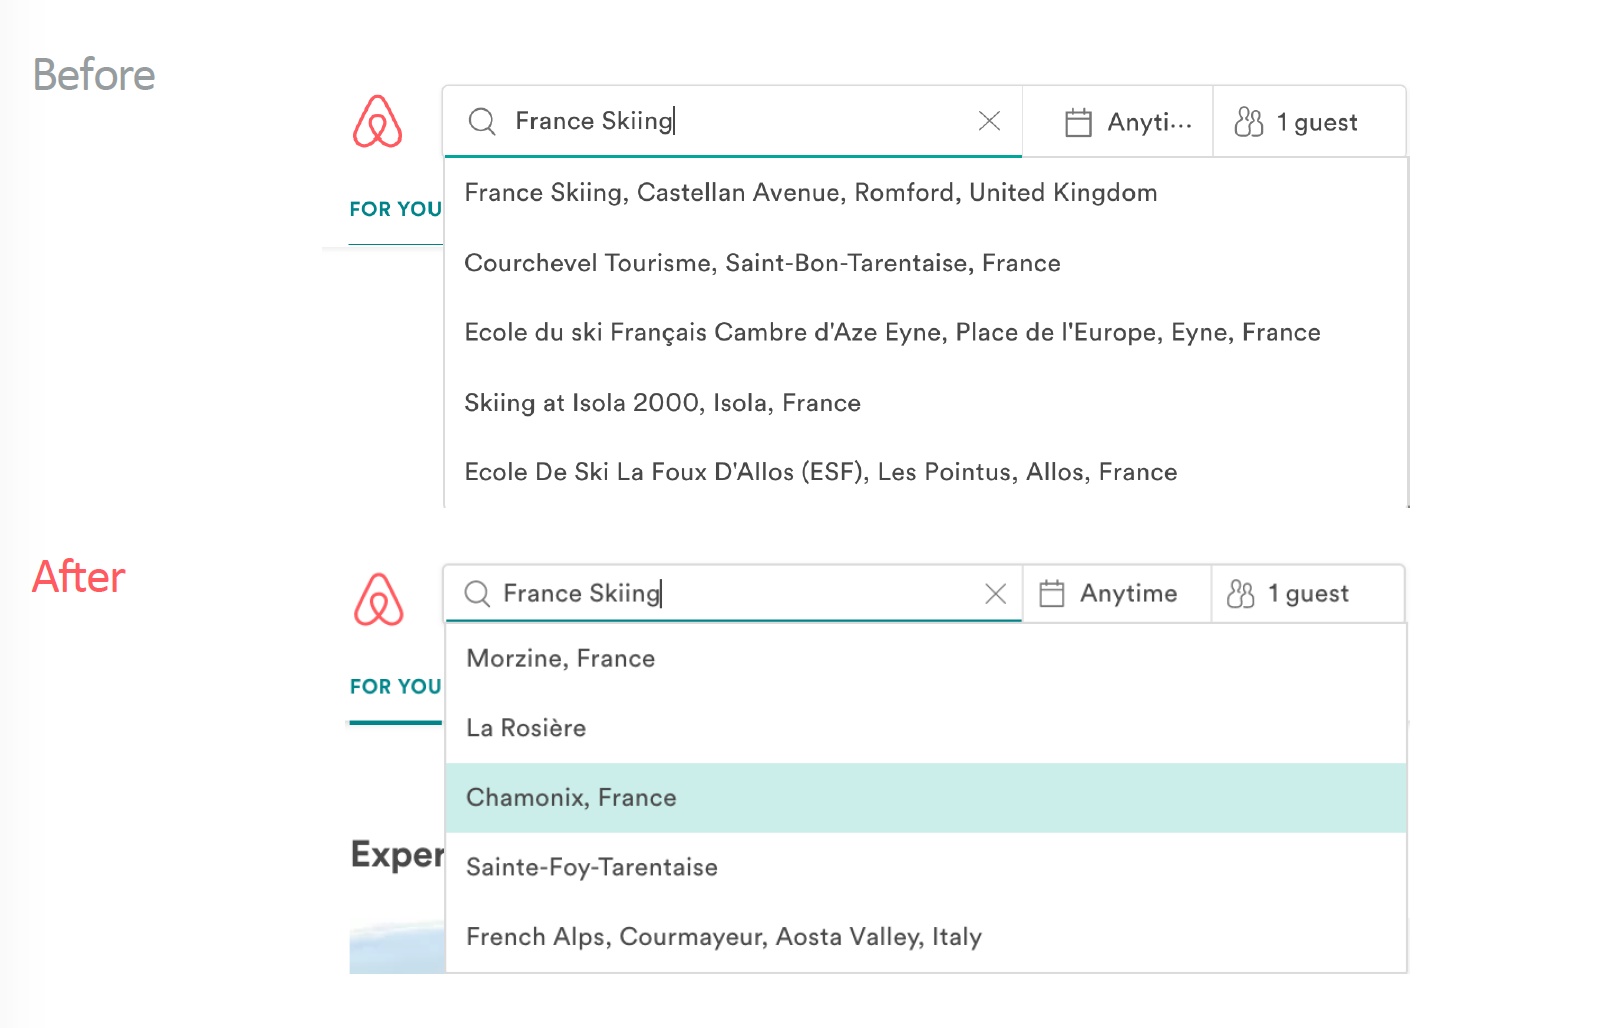 Before
France Skiing
Anyti...
1 guest
FOR YOU
France Skiing, Castellan Avenue, Romford, United Kingdom
Courchevel Tourisme, Saint-Bon-Tarentaise, France
Ecole du ski Français Cambre d'Aze Eyne, Place de l'Europe, Eyne, France
Skiing at Isola 2000, Isola, France
Ecole De Ski La Foux D'Allos (ESF), Les Pointus, Allos, France
After
France Skiing
Anytime
1 guest
FOR YOU
Morzine, France
La Rosière
Chamonix, France
Exper
Sainte-Foy-Tarentaise
French Alps, Courmayeur, Aosta Valley, Italy